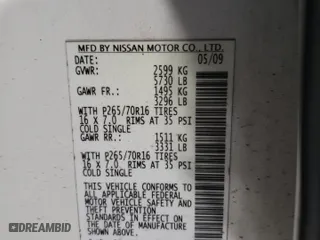 MFD BY NISSAN MOTOR CO., LTD.
DATE: 05/09
GVWR: 2599 KG
5730 LB
GAWR FR.: 1495 KG
3296 LB
WITH P265/70R16 TIRES
16 X 7.0 RIMS AT 35 PSI
COLD SINGLE
GAWR RR.: 1511 KG
3331 LB
WITH P265/70R16 TIRES
16 X 7.0 RIMS AT 35 PSI
COLD SINGLE
THIS VEHICLE CONFORMS TO
ALL APPLICABLE FEDERAL
MOTOR VEHICLE SAFETY AND
STANDARDS IN EFFECT ON
THE DATE OF MANUFACTURE
SHOWN ABOVE.
DREAMBID